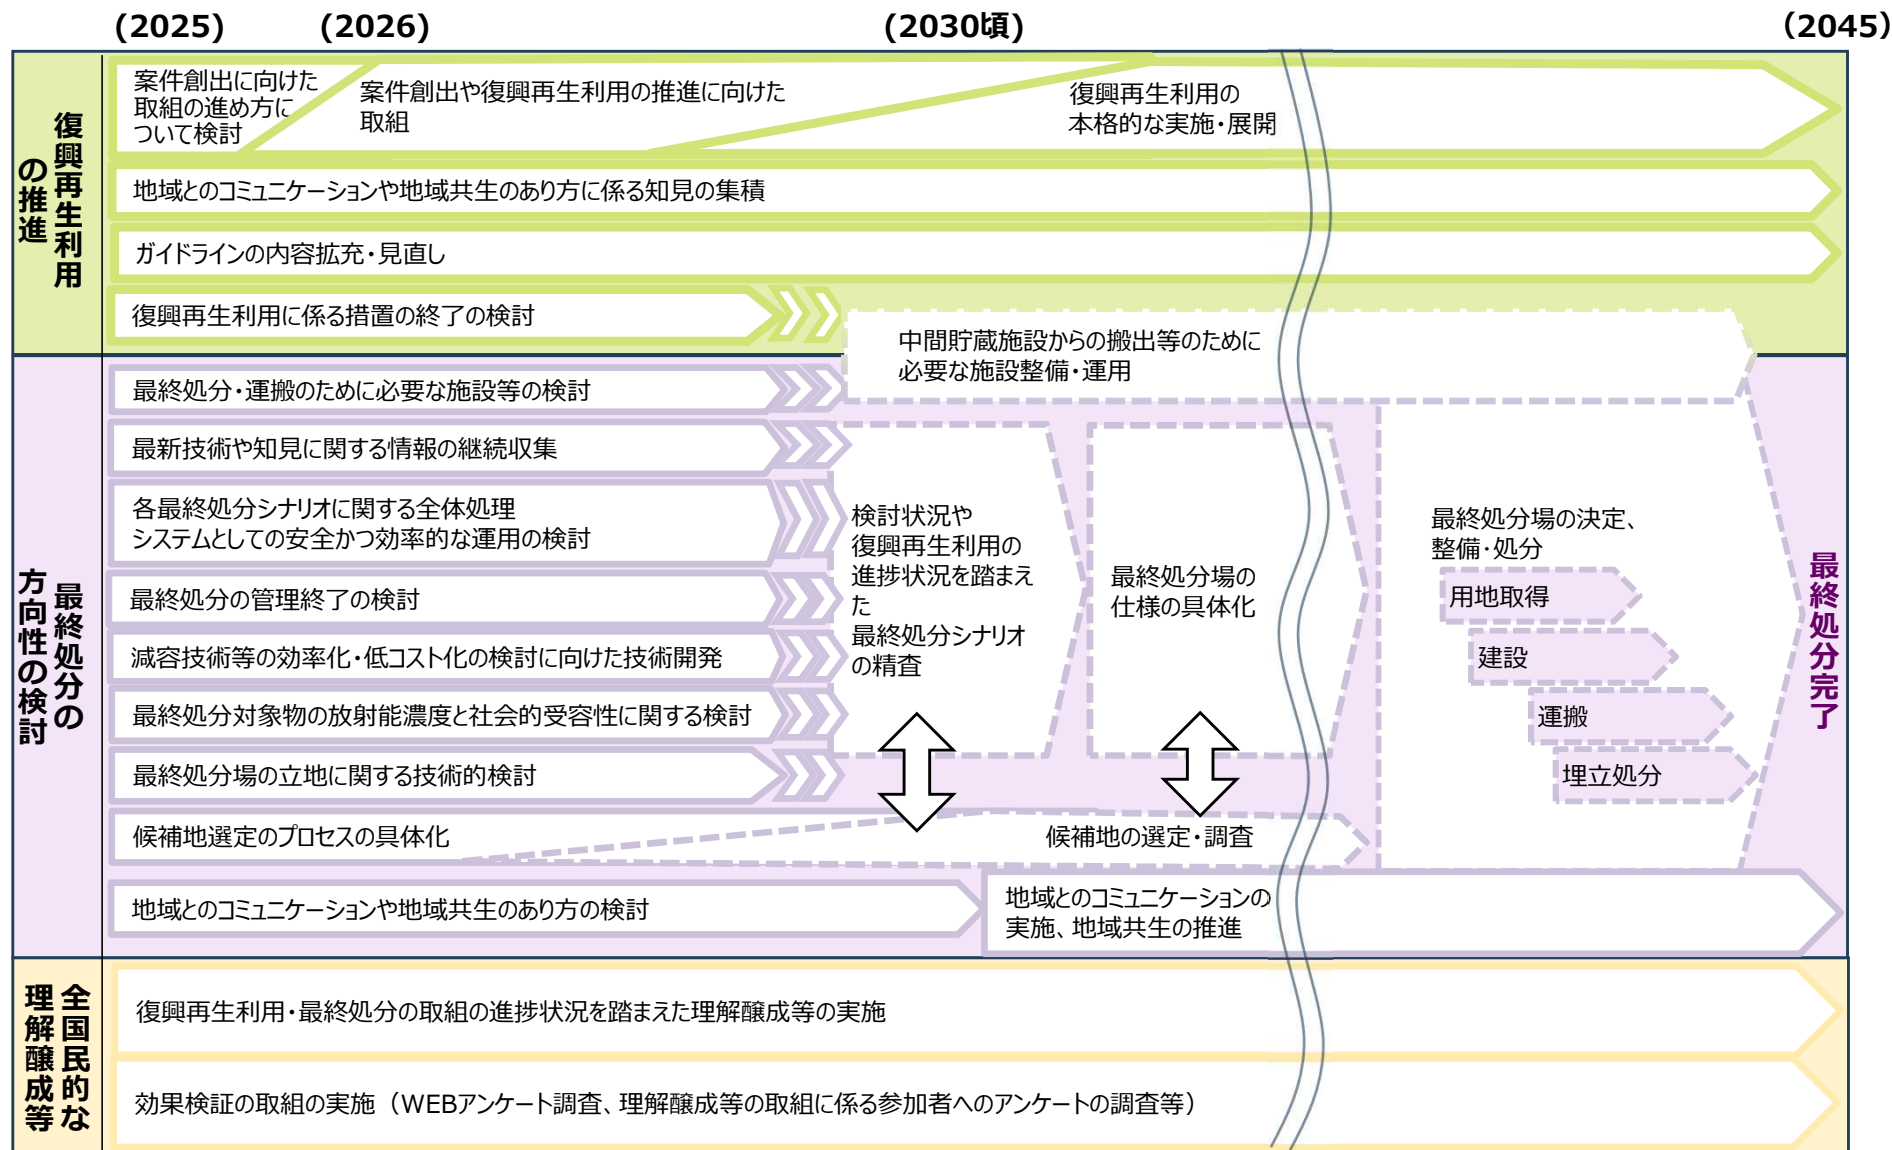 (2025)
(2026)
(2030頃)
(2045)
復興再生利用
の推進
案件創出に向けた
取組の進め方に
ついて検討
案件創出や復興再生利用の推進に向けた
取組
復興再生利用の
本格的な実施・展開
地域とのコミュニケーションや地域共生のあり方に係る知見の集積
ガイドラインの内容拡充・見直し
復興再生利用に係る措置の終了の検討
中間貯蔵施設からの搬出等のために
必要な施設整備・運用
最終処分の
方向性の検討
最終処分・運搬のために必要な施設等の検討
最新技術や知見に関する情報の継続収集
各最終処分シナリオに関する全体処理
システムとしての安全かつ効率的な運用の検討
最終処分の管理終了の検討
減容技術等の効率化・低コスト化の検討に向けた技術開発
最終処分対象物の放射能濃度と社会的受容性に関する検討
最終処分場の立地に関する技術的検討
検討状況や
復興再生利用の
進捗状況を踏まえ
た
最終処分シナリオ
の精査
最終処分場の
仕様の具体化
最終処分場の決定、
整備・処分
用地取得
建設
運搬
埋立処分
最終処分完了
候補地選定のプロセスの具体化
候補地の選定・調査
地域とのコミュニケーションや地域共生のあり方の検討
地域とのコミュニケーションの
実施、地域共生の推進
全国民的な
理解醸成等
復興再生利用・最終処分の取組の進捗状況を踏まえた理解醸成等の実施
効果検証の取組の実施（WEBアンケート調査、理解醸成等の取組に係る参加者へのアンケートの調査等）